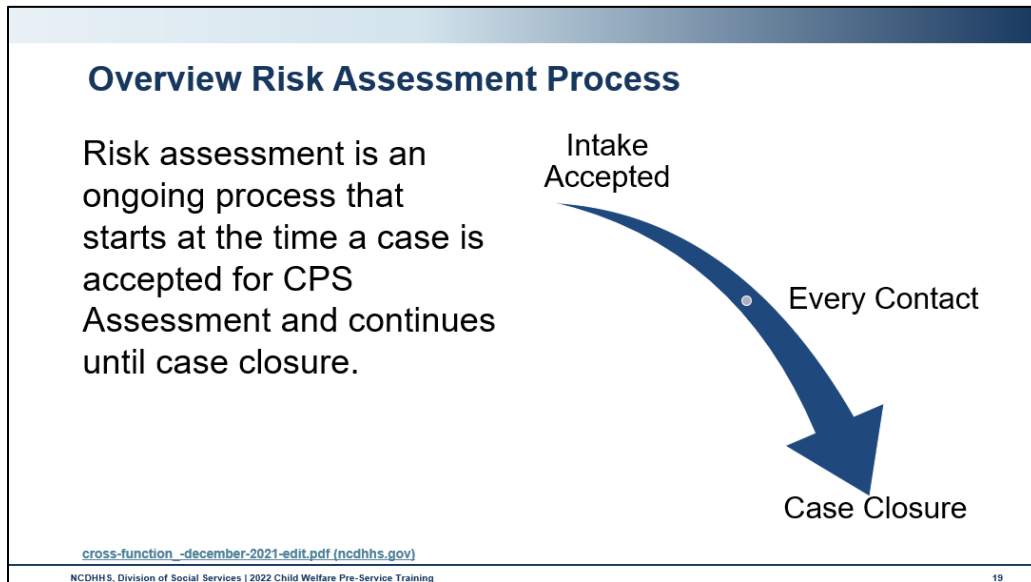 Overview Risk Assessment Process
Risk assessment is an
ongoing process that
starts at the time a case is
accepted for CPS
Assessment and continues
until case closure.
Intake
Accepted
Every Contact
Case Closure
cross-function_-december-2021-edit.pdf (ncdhhs.gov)
NCDHHS, Division of Social Services | 2022 Child Welfare Pre-Service Training
19